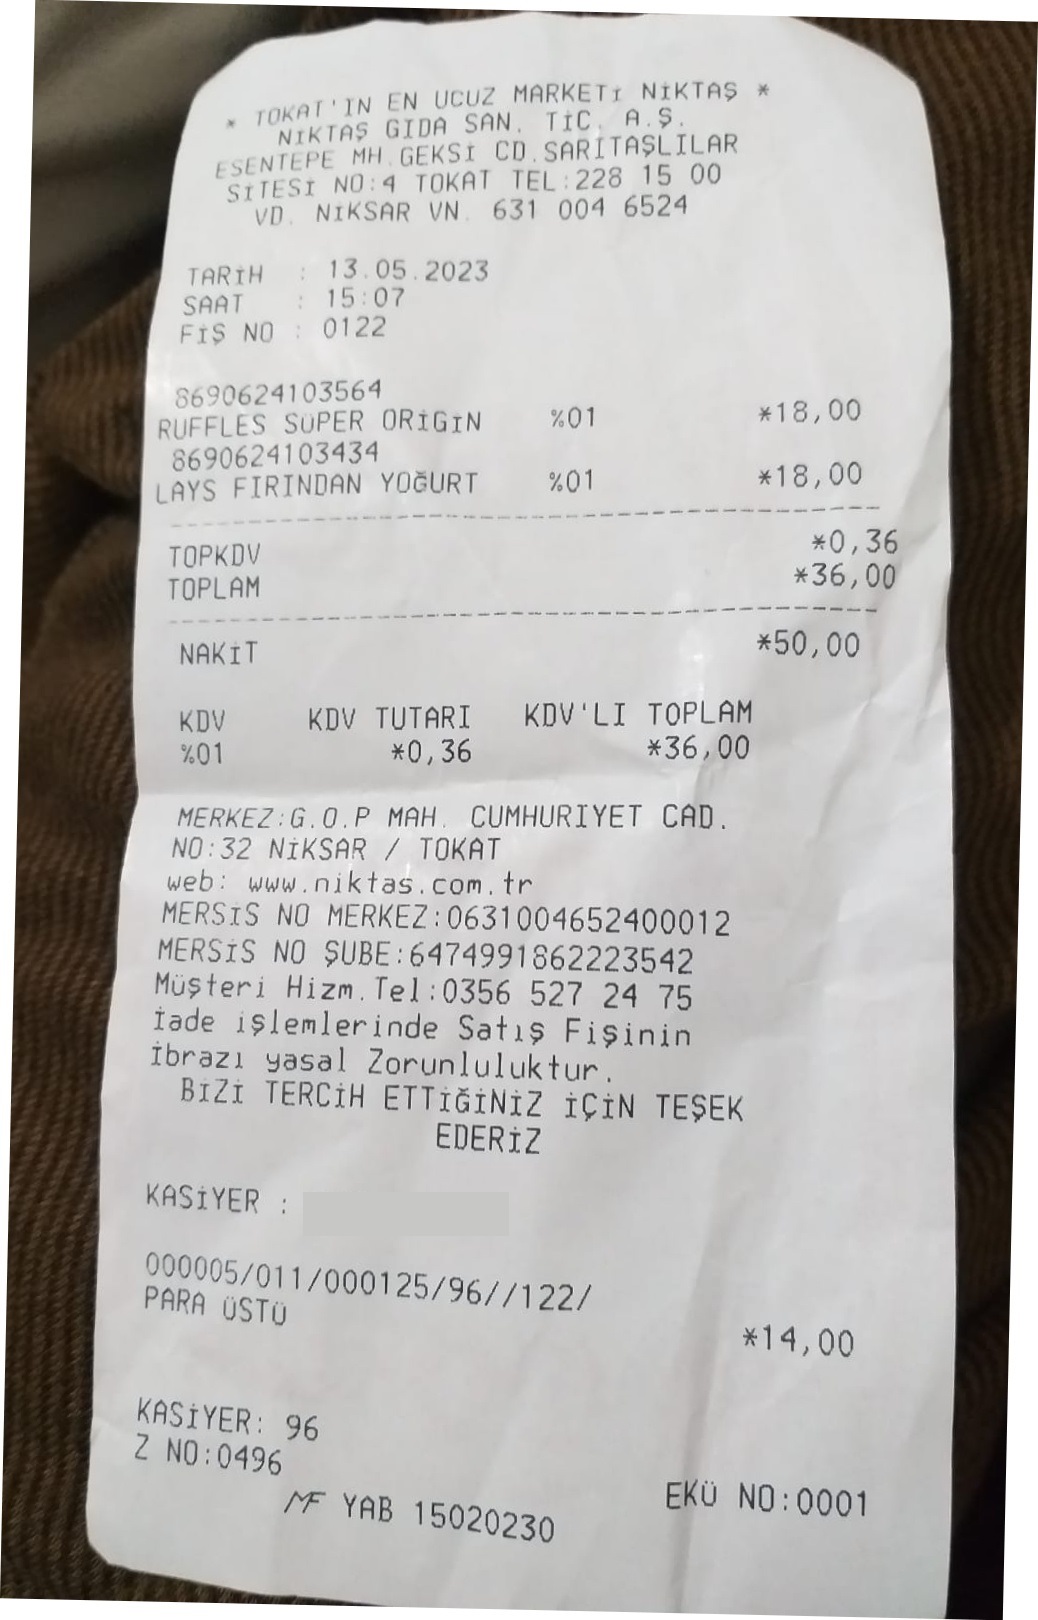 * TOKAT'IN EN UCUZ MARKETi NİKTAŞ *
NİKTAŞ GIDA SAN. TİC. A.Ş.
ESENTEPE MH.GEKSİ CD.SARITAŞLILAR
SİTESİ NO:4 TOKAT TEL:228 15 00
VD. NİKSAR VN. 631 004 6524
TARİH : 13.05.2023
SAAT : 15:07
FİŞ NO : 0122
8690624103564
RUFFLES SÜPER ORİGİN %01 *18,00
8690624103434
LAYS FIRINDAN YOĞURT %01 *18,00
TOPKDV *0,36
TOPLAM *36,00
NAKİT *50,00
KDV KDV TUTARI KDV'LI TOPLAM
%01 *0,36 *36,00
MERKEZ:G.O.P MAH. CUMHURIYET CAD.
NO:32 NİKSAR / TOKAT
web: www.niktas.com.tr
MERSİS NO MERKEZ:0631004652400012
MERSİS NO ŞUBE:6474991862223542
Müşteri Hizm.Tel:0356 527 24 75
İade işlemlerinde Satış Fişinin
İbrazı yasal Zorunluluktur.
BİZİ TERCİH ETTİĞİNİZ İÇİN TEŞEK
EDERİZ
KASİYER :
000005/011/000125/96//122/
PARA ÜSTÜ *14,00
KASİYER: 96
Z NO:0496
EKÜ NO:0001
MF YAB 15020230